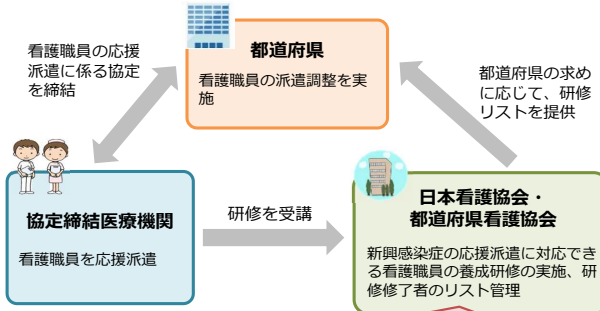 看護職員の応援
派遣に係る協定
を締結
都道府県
看護職員の派遣調整を実
施
都道府県の求め
に応じて、研修
リストを提供
協定締結医療機関
看護職員を応援派遣
研修を受講
日本看護協会・
都道府県看護協会
新興感染症の応援派遣に対応でき
る看護職員の養成研修の実施、研
修修了者のリスト管理